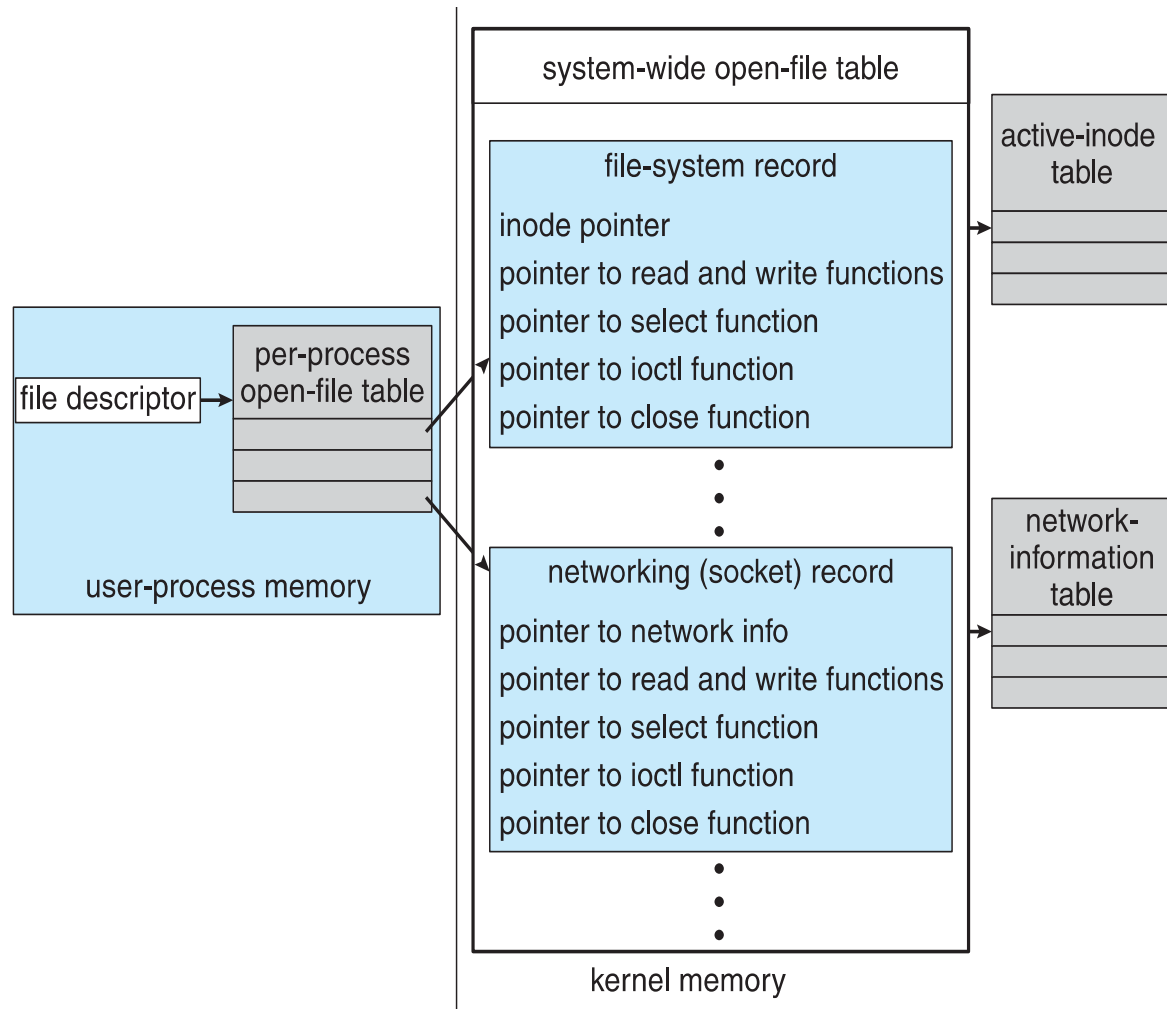 system-wide open-file table
file-system record
inode pointer
pointer to read and write functions
pointer to select function
pointer to ioctl function
pointer to close function
active-inode
table
file descriptor
per-process
open-file table
user-process memory
networking (socket) record
pointer to network info
pointer to read and write functions
pointer to select function
pointer to ioctl function
pointer to close function
network-
information
table
kernel memory